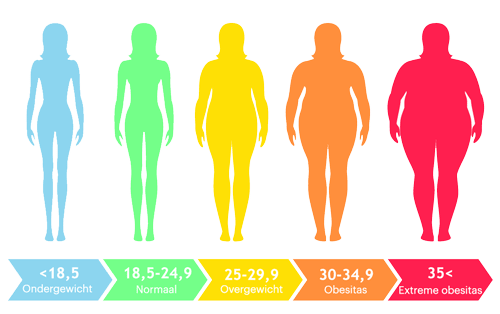 <18,5
Ondergewicht
18,5-24,9
Normaal
25-29,9
Overgewicht
30-34,9
Obesitas
35<
Extreme obesitas